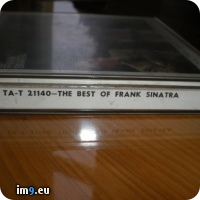 TA-T 21140-THE BEST OF FRANK SINATRA
im9.eu